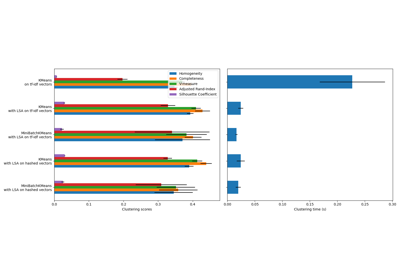 Homogeneity
Completeness
V-measure
Adjusted Rand-Index
Silhouette Coefficient
KMeans
on tf-idf vectors
KMeans
with LSA on tf-idf vectors
MiniBatchKMeans
with LSA on tf-idf vectors
KMeans
with LSA on hashed vectors
MiniBatchKMeans
with LSA on hashed vectors
0.0 0.1 0.2 0.3 0.4
Clustering scores
0.00 0.05 0.10 0.15 0.20 0.25 0.30
Clustering time (s)